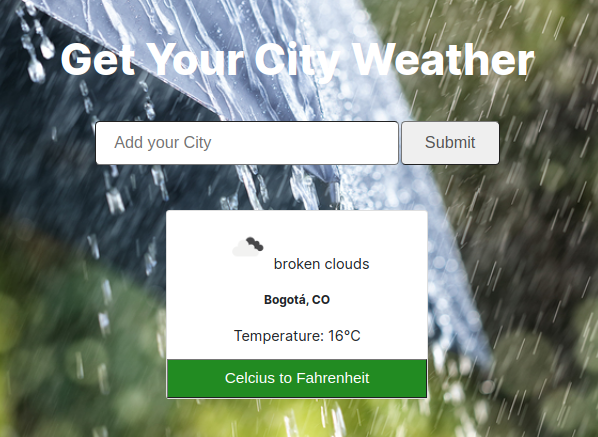 Get Your City Weather
Add your City
Submit
broken clouds
Bogotá, CO
Temperature: 16°C
Celcius to Fahrenheit